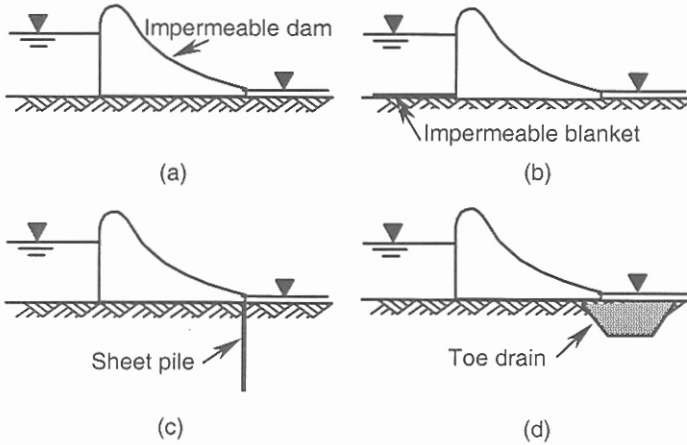 Impermeable dam
Impermeable blanket
(a)
(b)
Sheet pile
Toe drain
(c)
(d)